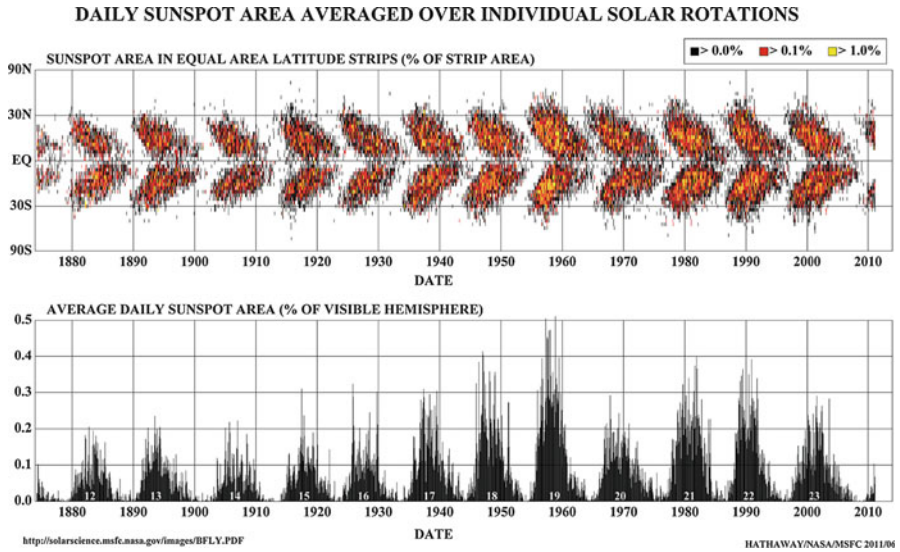 DAILY SUNSPOT AREA AVERAGED OVER INDIVIDUAL SOLAR ROTATIONS
SUNSPOT AREA IN EQUAL AREA LATITUDE STRIPS (% OF STRIP AREA)
> 0.0% > 0.1% > 1.0%
90N
30N
EQ
30S
90S
1880 1890 1900 1910 1920 1930 1940 1950 1960 1970 1980 1990 2000 2010
DATE
AVERAGE DAILY SUNSPOT AREA (% OF VISIBLE HEMISPHERE)
0.5
0.4
0.3
0.2
0.1
0.0
12 13 14 15 16 17 18 19 20 21 22 23
1880 1890 1900 1910 1920 1930 1940 1950 1960 1970 1980 1990 2000 2010
DATE
http://solarscience.msfc.nasa.gov/images/BFLY.PDF
HATHAWAY/NASA/MSFC 2011/06